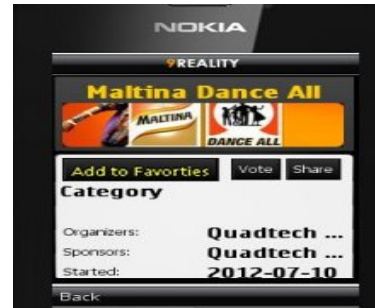 NOKIA
9REALITY
Maltina Dance All
MALTINA
DANCE ALL
Add to Favorties Vote Share
Category
Organizers: Quadtech ...
Sponsors: Quadtech ...
Started: 2012-07-10
Back